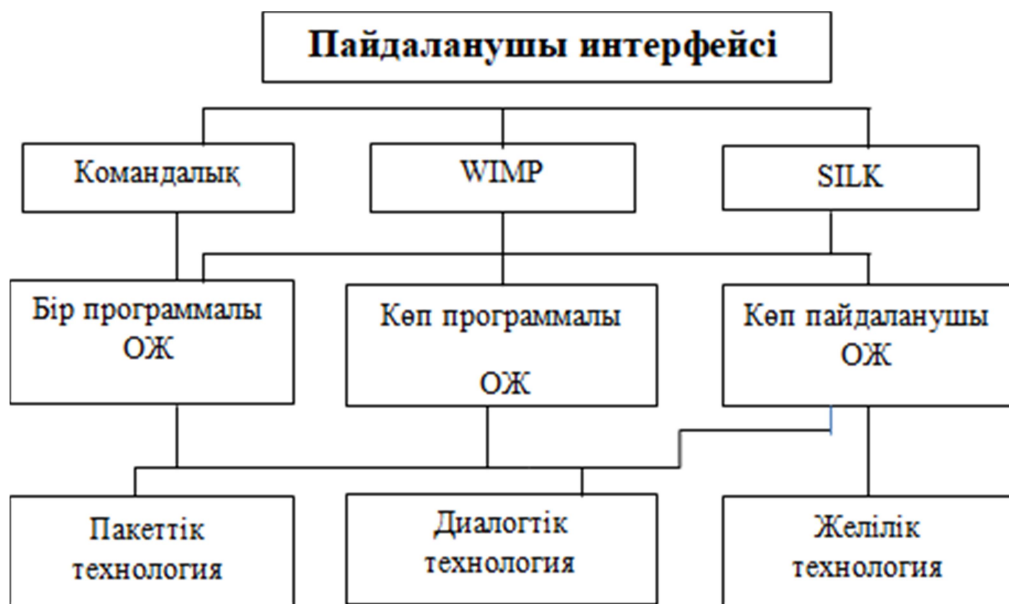 Пайдаланушы интерфейсі
Командалық
WIMP
SILK
Бір программалы
ОЖ
Көп программалы
ОЖ
Көп пайдаланушы
ОЖ
Пакеттік
технология
Диалогтік
технология
Желілік
технология